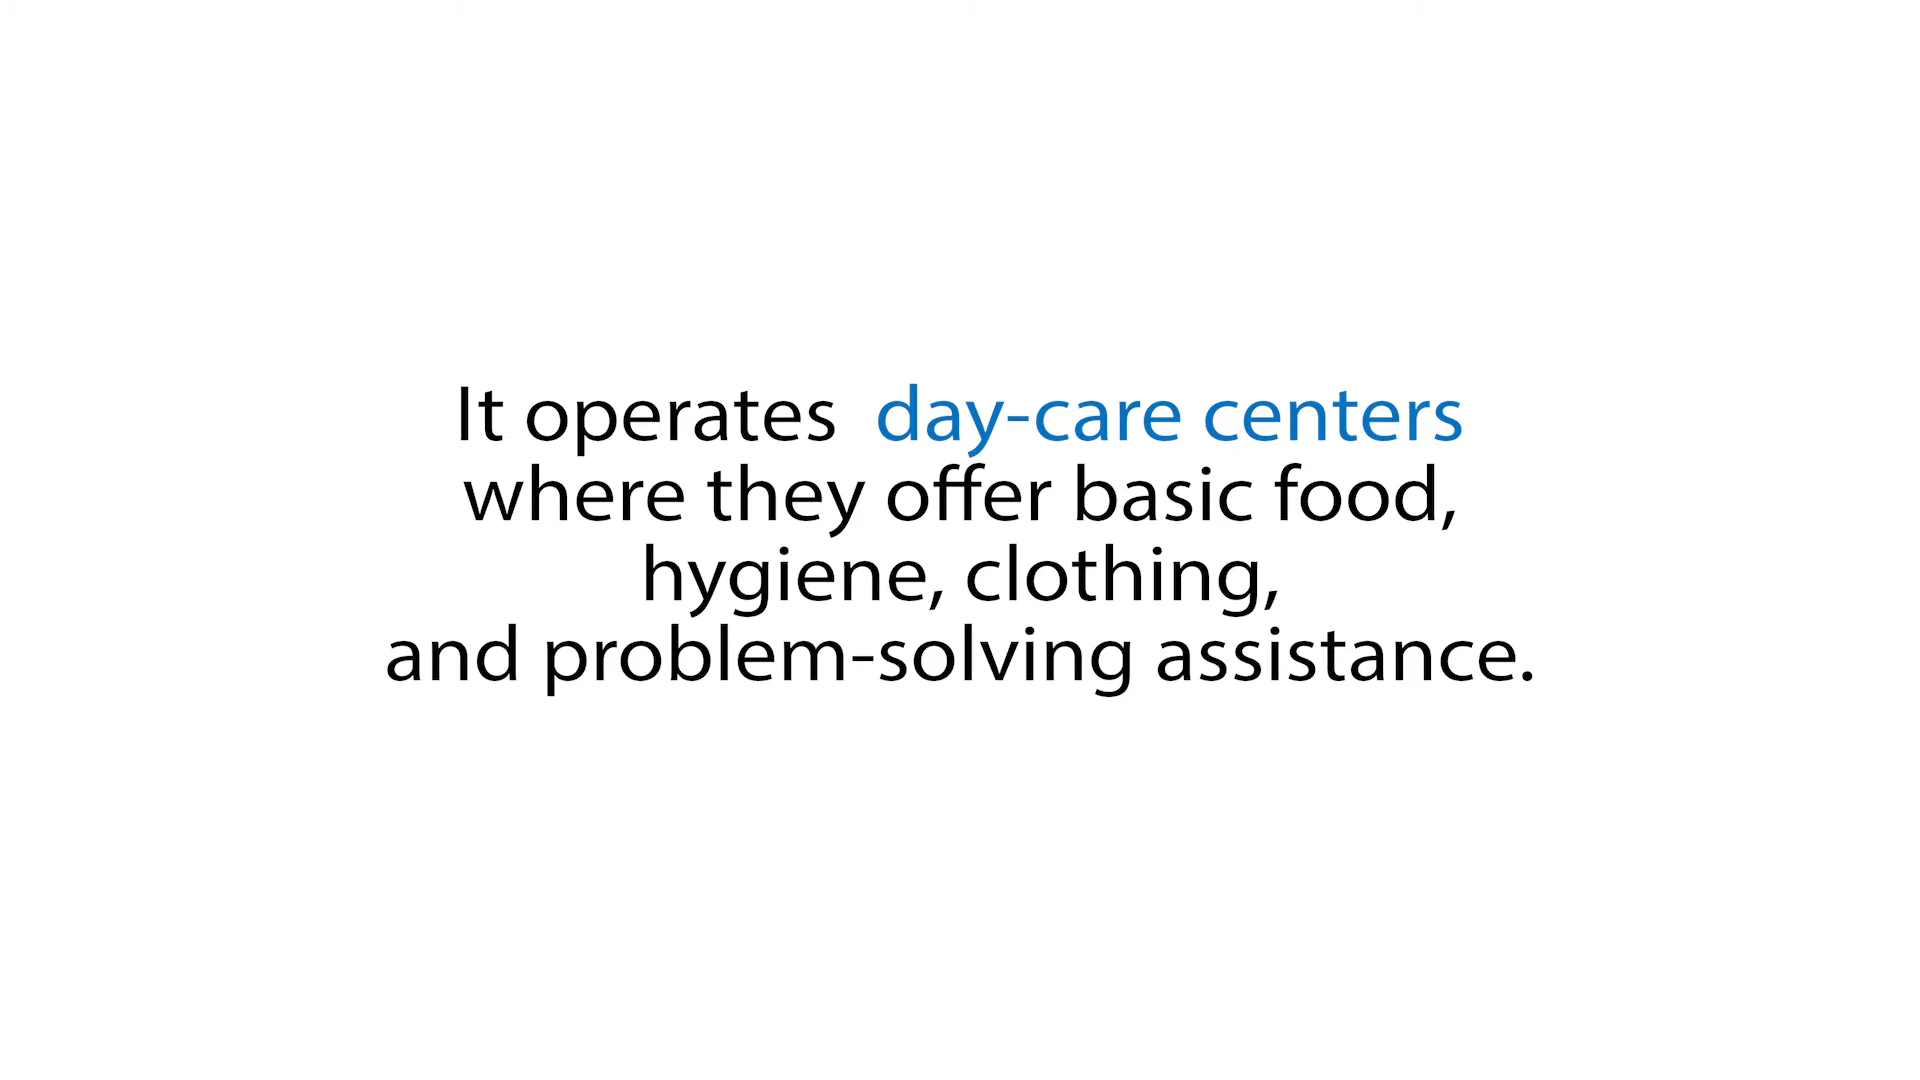 It operates  day-care centers
where they offer basic food,
hygiene, clothing,
and problem-solving assistance.